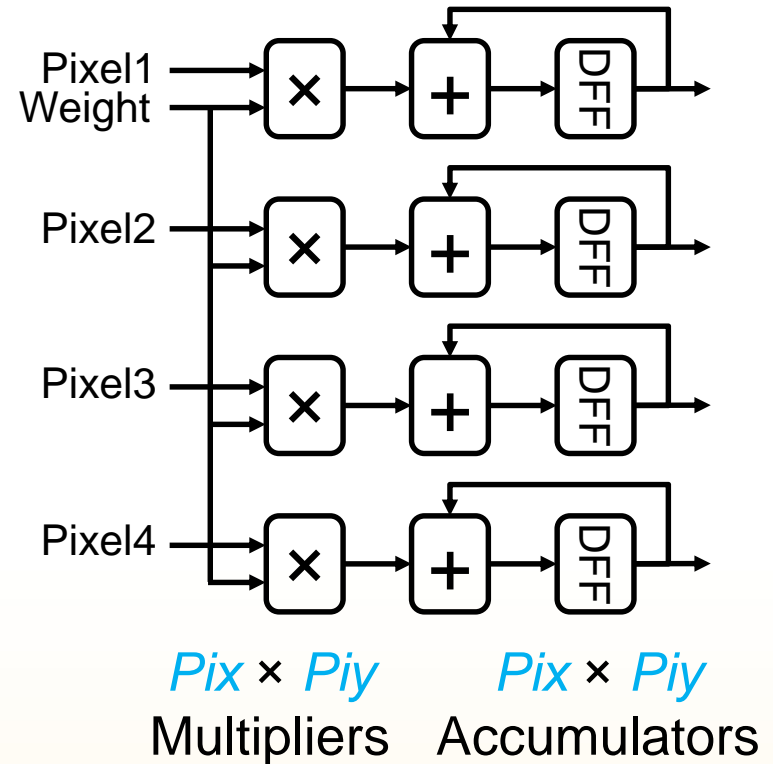 Pixel1
Weight
× + DFF
Pixel2
× + DFF
Pixel3
× + DFF
Pixel4
× + DFF
Pix × Piy Pix × Piy
Multipliers Accumulators